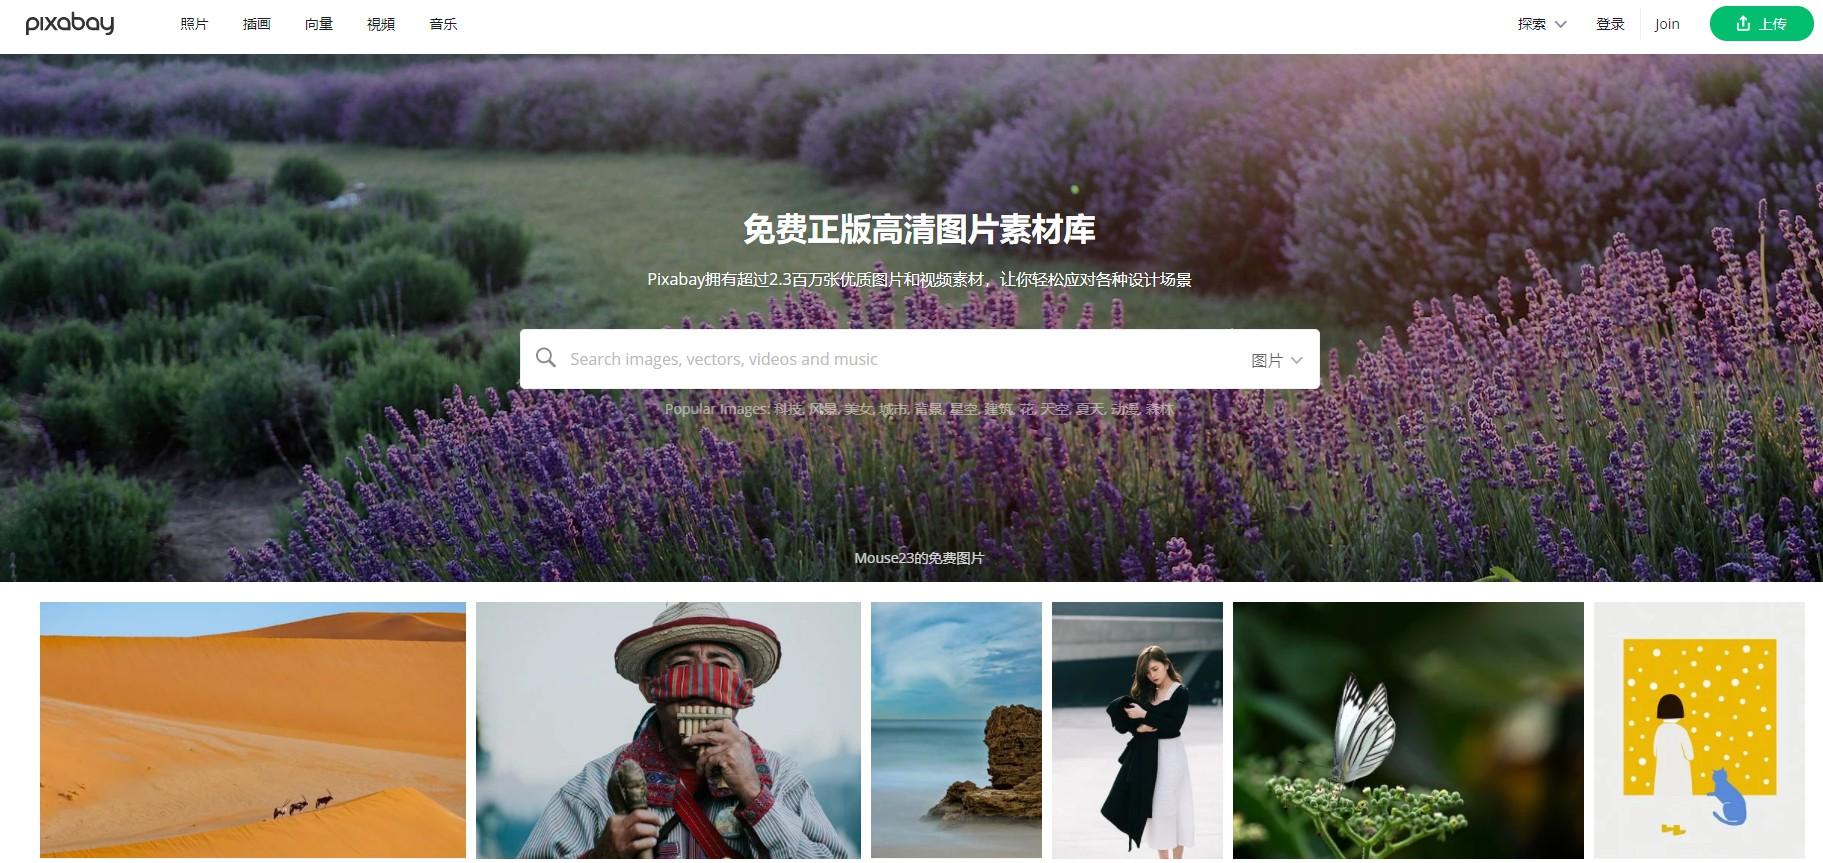 pixabay 照片 插画 向量 視頻 音乐 探索 登录 Join 上传
免费正版高清图片素材库
Pixabay拥有超过2.3百万张优质图片和视频素材，让你轻松应对各种设计场景
Search images, vectors, videos and music 图片
Popular Images: 科技, 风景, 美女, 城市, 背景, 星空, 建筑, 花, 天空, 夏天, 动漫, 森林
Mouse23的免费图片